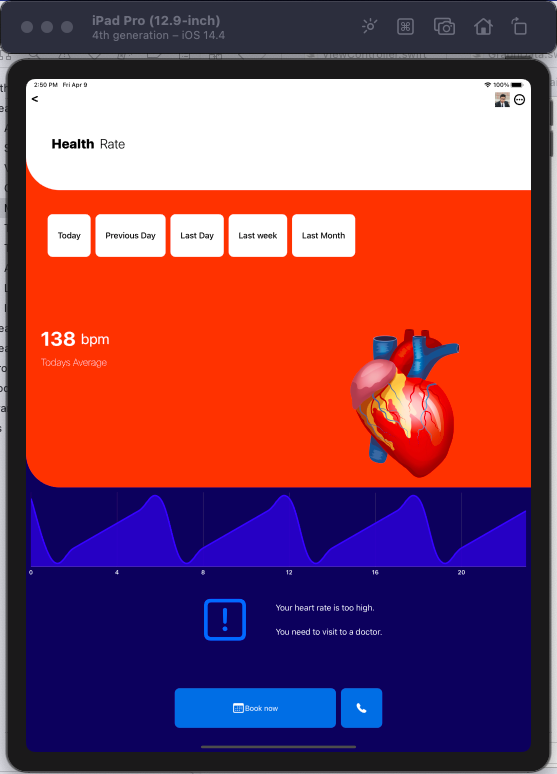 iPad Pro (12.9-inch)
4th generation – iOS 14.4
2:50 PM Fri Apr 9
100%
<
Health Rate
Today
Previous Day
Last Day
Last week
Last Month
138 bpm
Todays Average
0 4 8 12 16 20
!
Your heart rate is too high.
You need to visit to a doctor.
Book now